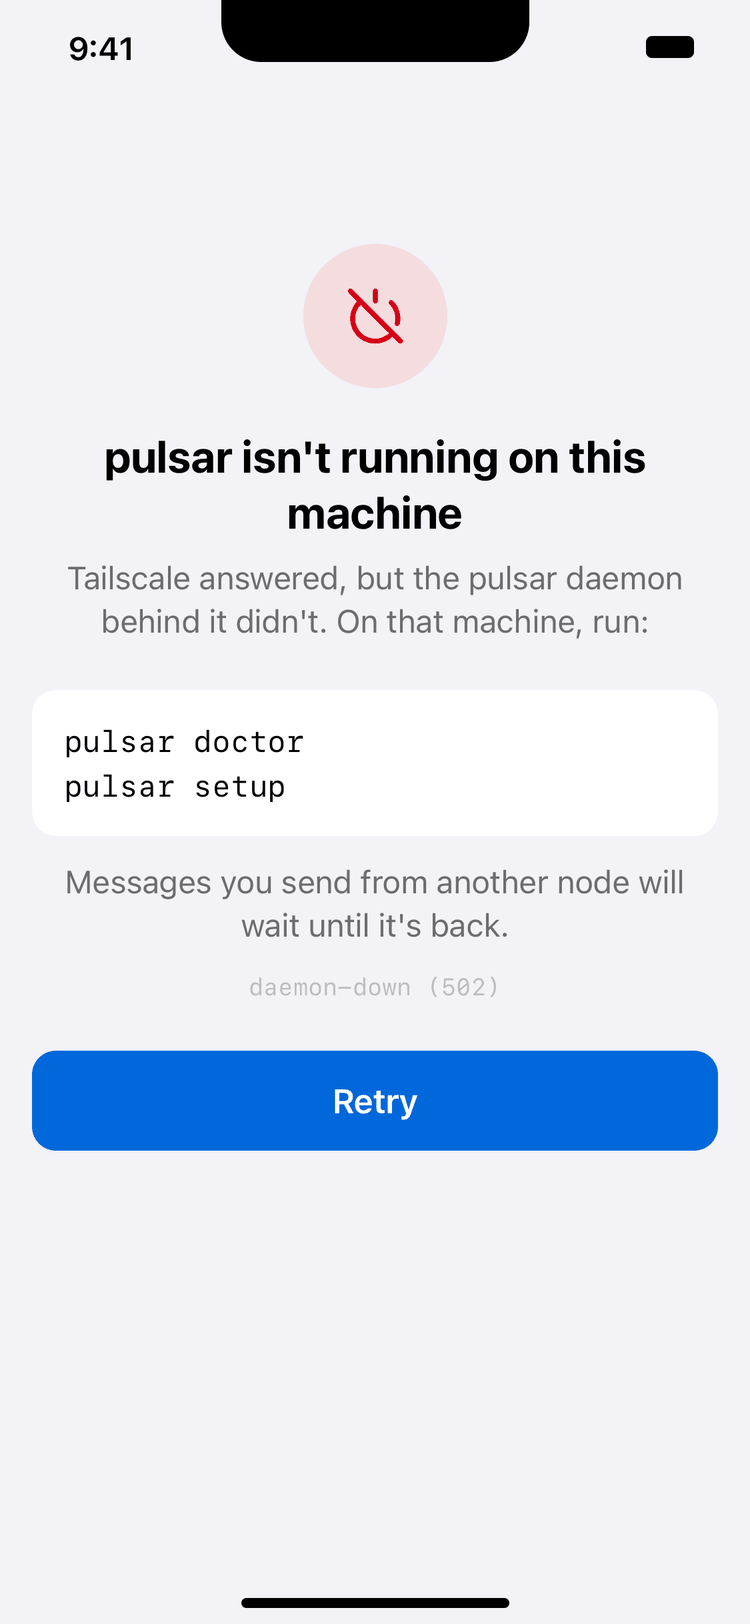 9:41
pulsar isn't running on this
machine
Tailscale answered, but the pulsar daemon
behind it didn't. On that machine, run:
pulsar doctor
pulsar setup
Messages you send from another node will
wait until it's back.
daemon-down (502)
Retry